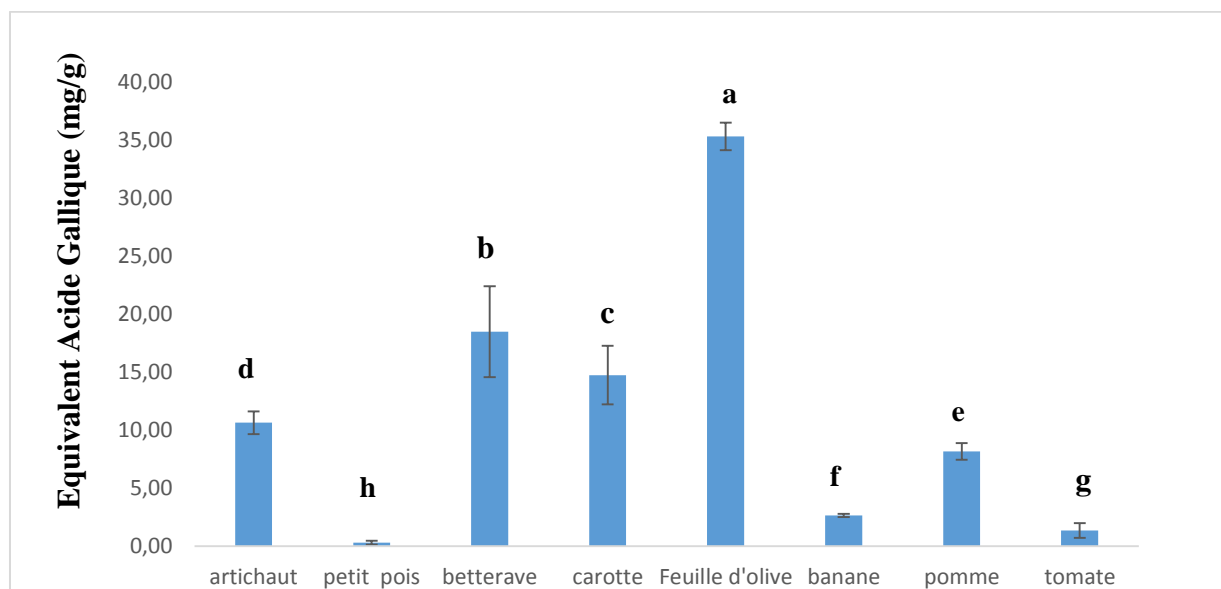 Equivalent Acide Gallique (mg/g)
40,00
35,00
30,00
25,00
20,00
15,00
10,00
5,00
0,00
d
h
b
c
a
f
e
g
artichaut petit pois betterave carotte Feuille d'olive banane pomme tomate